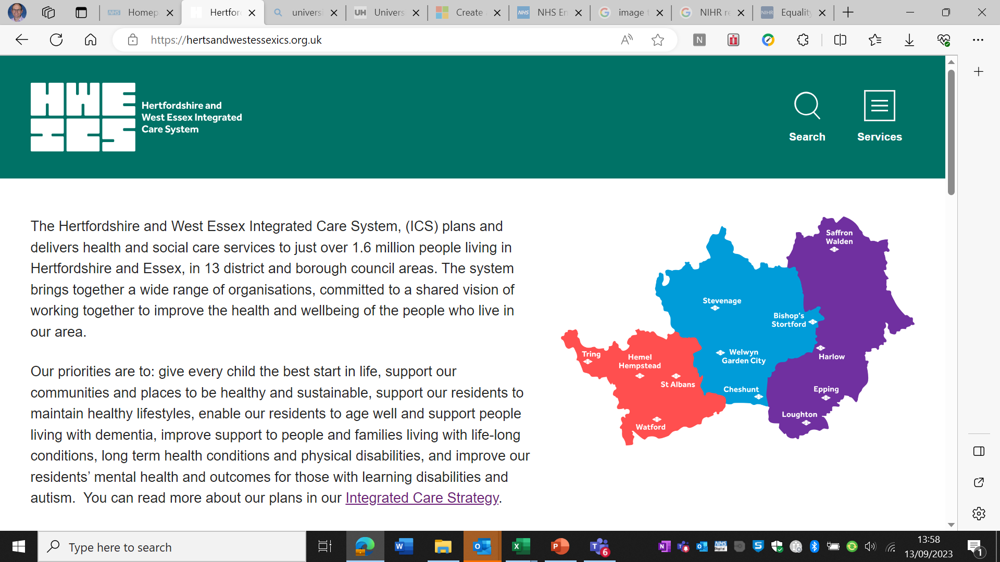 Homep
Hertfor
universi
UH
Univers
Create
NHS
NHS En
image t
NIHR re
NIHR
Equality
https://hertsandwestessexics.org.uk
N
HWE
ICS
Hertfordshire and
West Essex Integrated
Care System
Search
Services
The Hertfordshire and West Essex Integrated Care System, (ICS) plans and
delivers health and social care services to just over 1.6 million people living in
Hertfordshire and Essex, in 13 district and borough council areas. The system
brings together a wide range of organisations, committed to a shared vision of
working together to improve the health and wellbeing of the people who live in
our area.
Our priorities are to: give every child the best start in life, support our
communities and places to be healthy and sustainable, support our residents to
maintain healthy lifestyles, enable our residents to age well and support people
living with dementia, improve support to people and families living with life-long
conditions, long term health conditions and physical disabilities, and improve our
residents’ mental health and outcomes for those with learning disabilities and
autism.  You can read more about our plans in our Integrated Care Strategy.
Saffron
Walden
Stevenage
Bishop's
Stortford
Tring
Hemel
Hempstead
Welwyn
Garden City
Harlow
St Albans
Cheshunt
Epping
Loughton
Watford
Type here to search
6
NHS
Digital
13:58
13/09/2023
1